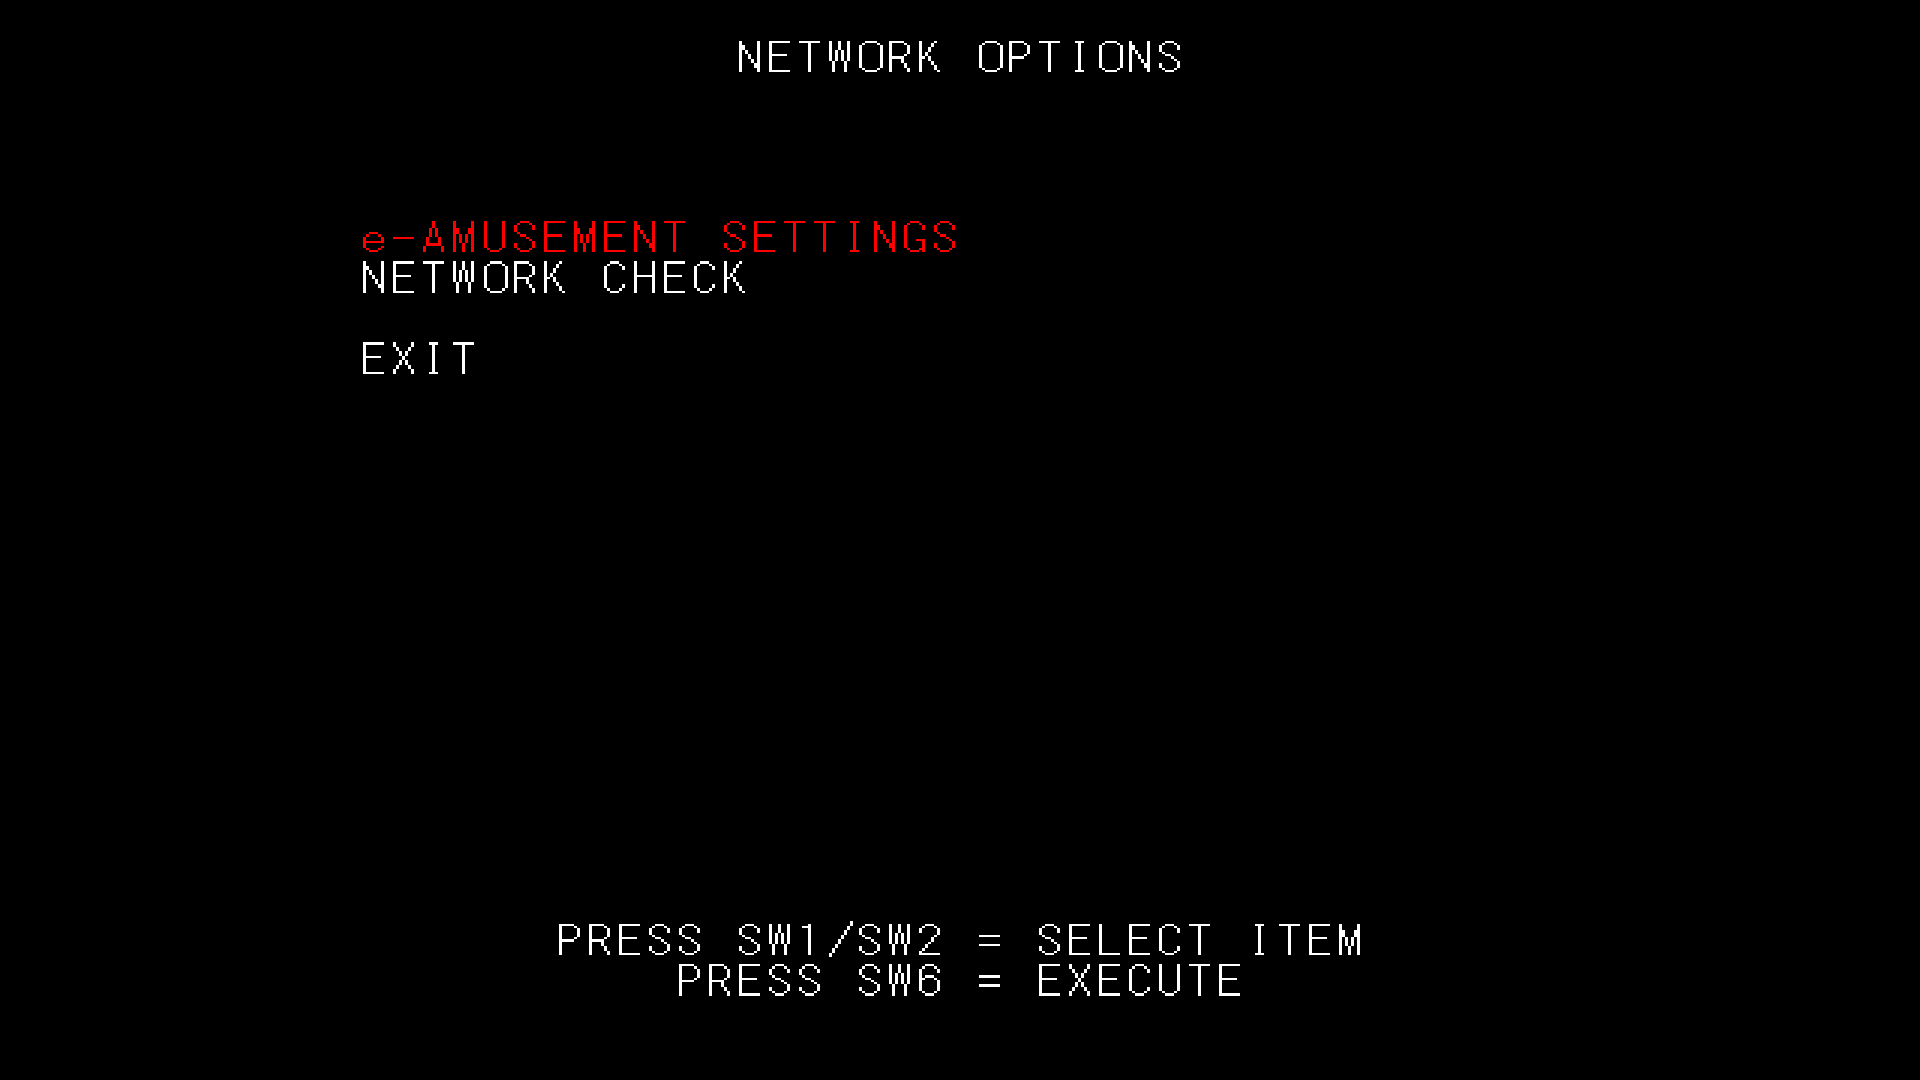 NETWORK OPTIONS
e-AMUSEMENT SETTINGS
NETWORK CHECK
EXIT
PRESS SW1/SW2 = SELECT ITEM
PRESS SW6 = EXECUTE